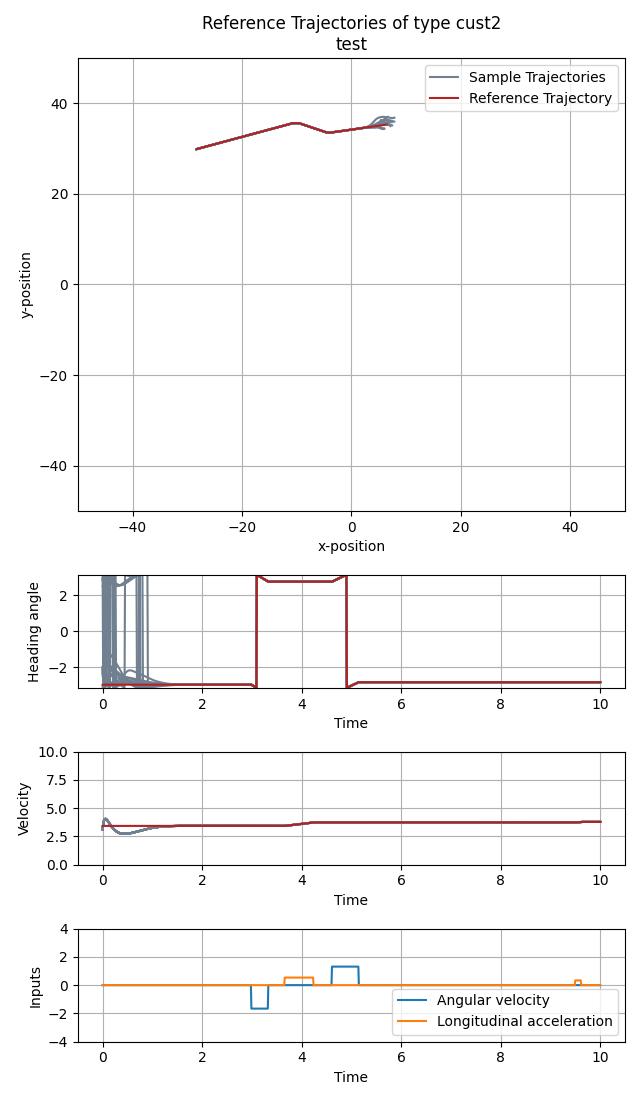 Reference Trajectories of type cust2
test
Sample Trajectories
Reference Trajectory
40
20
0
−20
−40
y-position
−40 −20 0 20 40
x-position
2
0
−2
Heading angle
0 2 4 6 8 10
Time
10.0
7.5
5.0
2.5
0.0
Velocity
0 2 4 6 8 10
Time
4
2
0
−2
−4
Inputs
Angular velocity
Longitudinal acceleration
0 2 4 6 8 10
Time